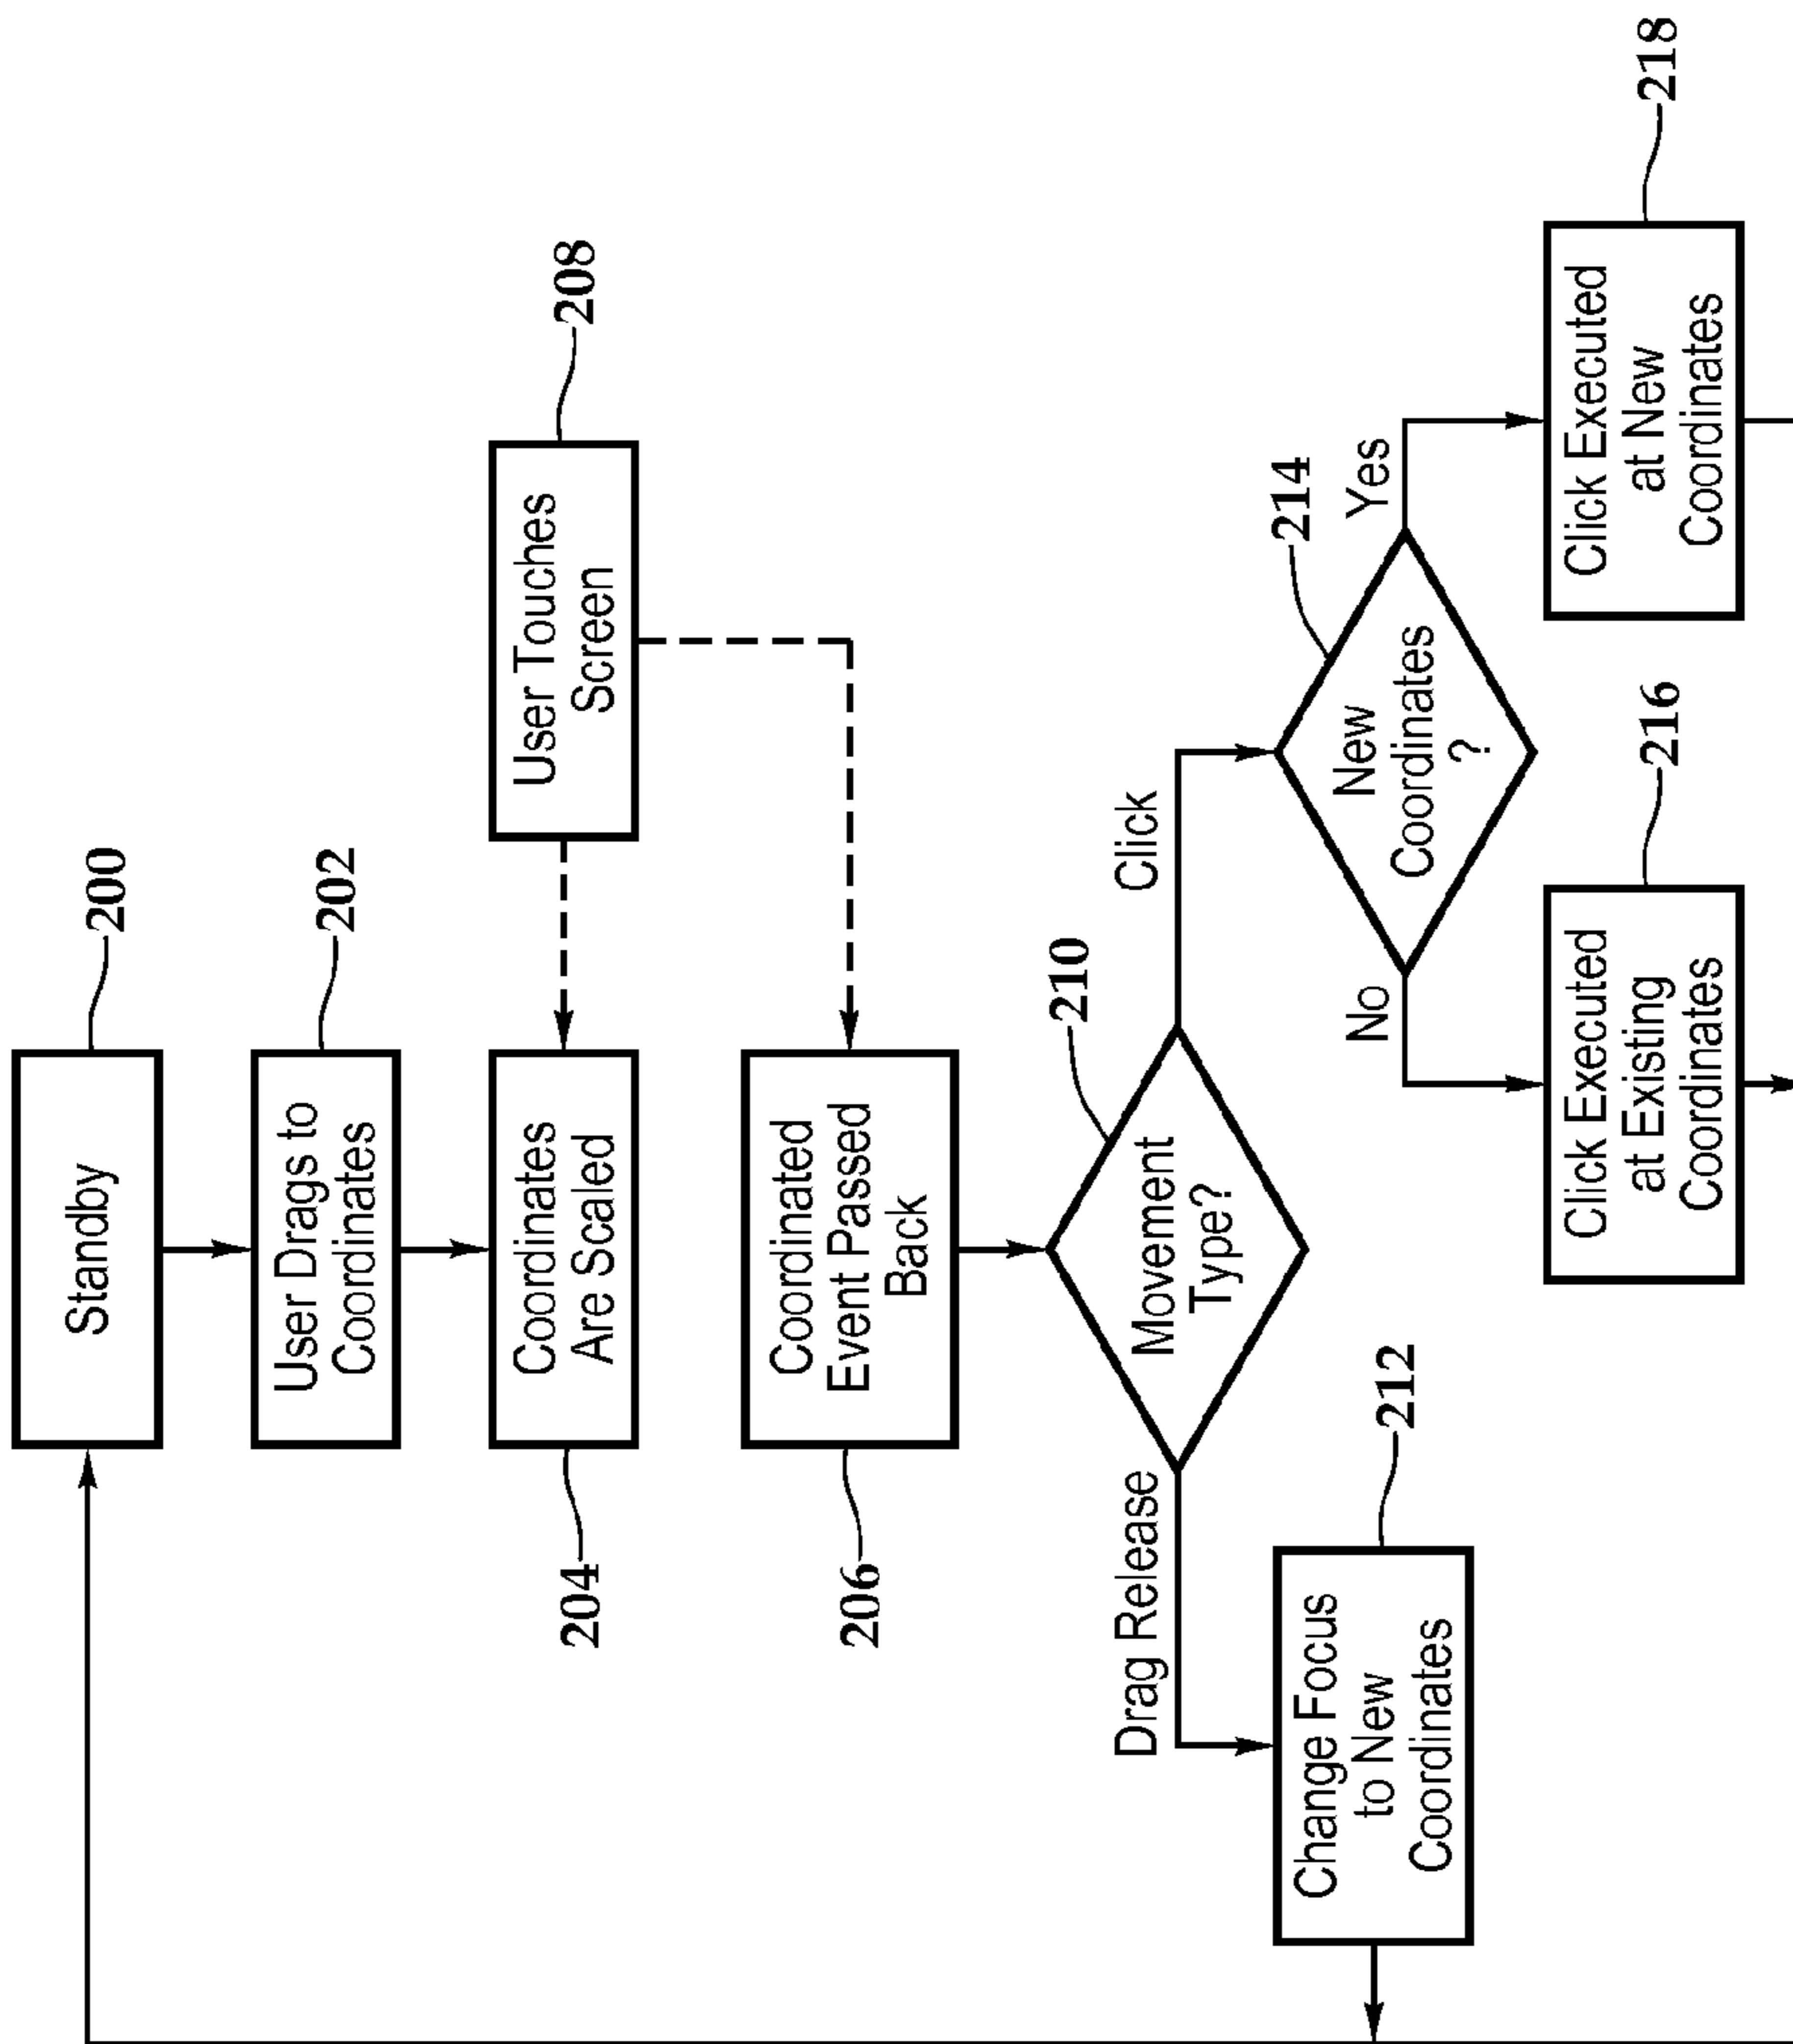 Standby
200
User Drags to
Coordinates
202
Coordinates
Are Scaled
204
User Touches
Screen
208
Coordinated
Event Passed
Back
206
Movement
Type?
210
Drag Release
Click
Change Focus
to New
Coordinates
212
New
Coordinates
?
214
No
Yes
Click Executed
at Existing
Coordinates
216
Click Executed
at New
Coordinates
218